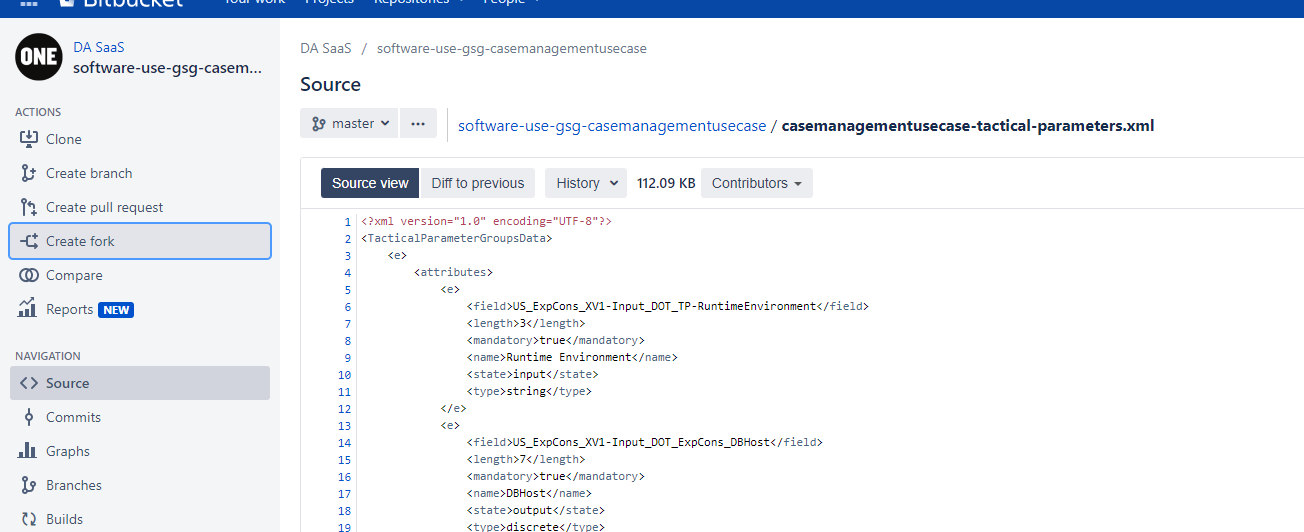 Bitbucket
Your work
Projects
Repositories
People
ONE
DA SaaS
software-use-gsg-casem...
ACTIONS
Clone
Create branch
Create pull request
Create fork
Compare
Reports NEW
NAVIGATION
Source
Commits
Graphs
Branches
Builds
DA SaaS / software-use-gsg-casemanagementusecase
Source
master ... software-use-gsg-casemanagementusecase / casemanagementusecase-tactical-parameters.xml
Source view Diff to previous History 112.09 KB Contributors
1 <?xml version="1.0" encoding="UTF-8"?>
2 <TacticalParameterGroupsData>
3 <e>
4 <attributes>
5 <e>
6 <field>US_ExpCons_XV1-Input_DOT_TP-RuntimeEnvironment</field>
7 <length>3</length>
8 <mandatory>true</mandatory>
9 <name>Runtime Environment</name>
10 <state>input</state>
11 <type>string</type>
12 </e>
13 <e>
14 <field>US_ExpCons_XV1-Input_DOT_ExpCons_DBHost</field>
15 <length>7</length>
16 <mandatory>true</mandatory>
17 <name>DBHost</name>
18 <state>output</state>
19 <type>discrete</type>